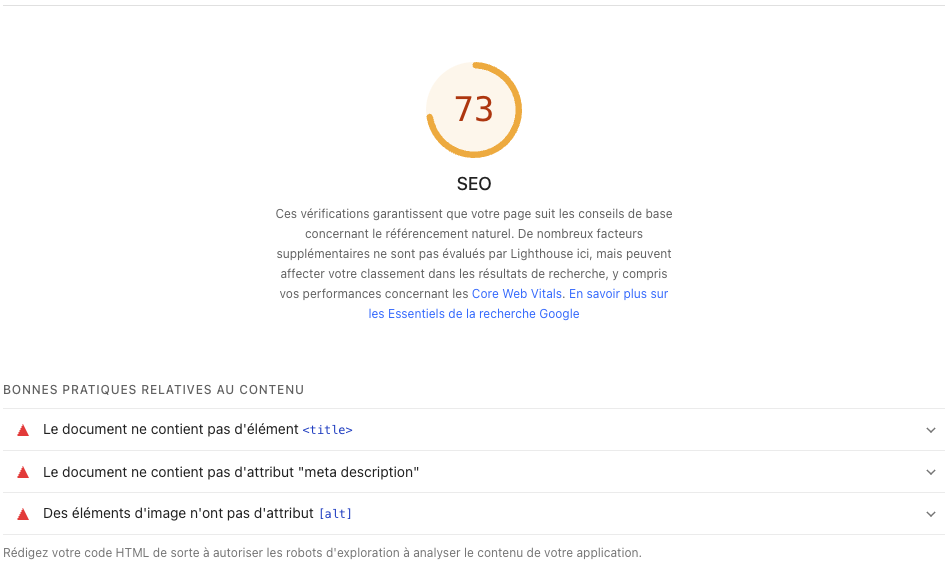 73
SEO
Ces vérifications garantissent que votre page suit les conseils de base
concernant le référencement naturel. De nombreux facteurs
supplémentaires ne sont pas évalués par Lighthouse ici, mais peuvent
affecter votre classement dans les résultats de recherche, y compris
vos performances concernant les Core Web Vitals. En savoir plus sur
les Essentiels de la recherche Google
BONNES PRATIQUES RELATIVES AU CONTENU
Le document ne contient pas d'élément <title>
Le document ne contient pas d'attribut "meta description"
Des éléments d'image n'ont pas d'attribut [alt]
Rédigez votre code HTML de sorte à autoriser les robots d'exploration à analyser le contenu de votre application.